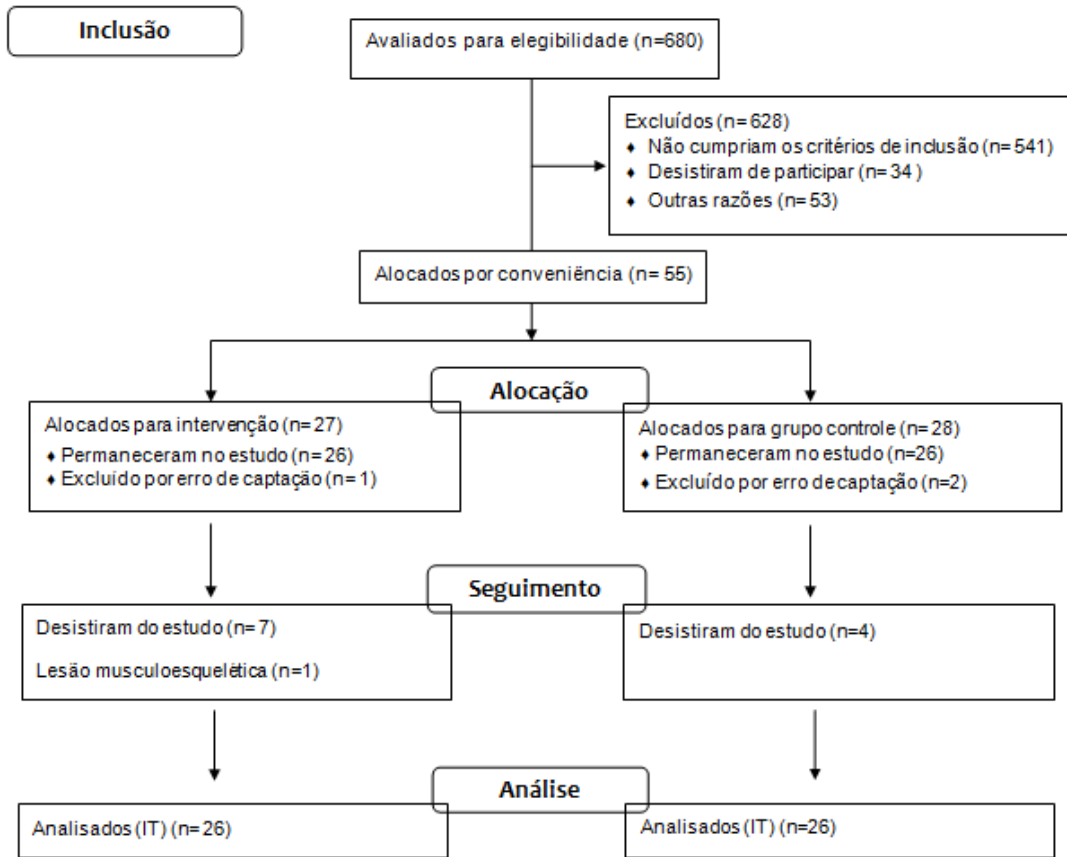 Inclusão
Avaliados para elegibilidade (n=680)
Excluídos (n= 628)
♦ Não cumpriam os critérios de inclusão (n= 541)
♦ Desistiram de participar (n= 34 )
♦ Outras razões (n= 53)
Alocados por conveniência (n= 55)
Alocação
Alocados para intervenção (n= 27)
♦ Permaneceram no estudo (n= 26)
♦ Excluído por erro de captação (n= 1)
Alocados para grupo controle (n= 28)
♦ Permaneceram no estudo (n=26)
♦ Excluído por erro de captação (n=2)
Seguimento
Desistiram do estudo (n= 7)
Lesão musculoesquelética (n=1)
Desistiram do estudo (n=4)
Análise
Analisados (IT) (n=26)
Analisados (IT) (n=26)